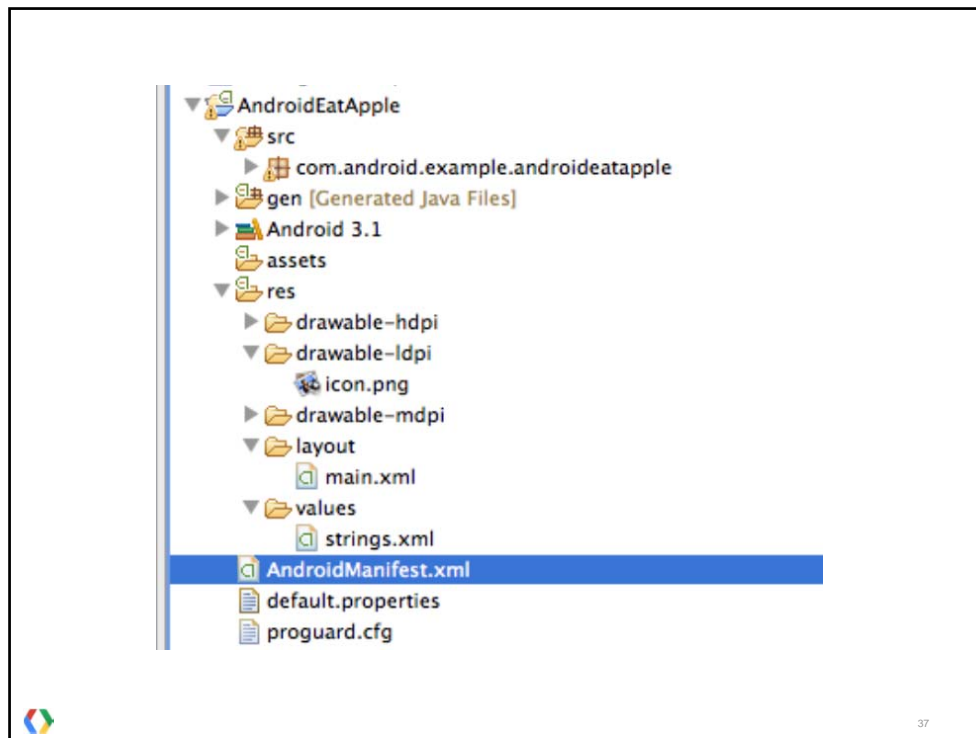 AndroidEatApple
src
com.android.example.androideatapple
gen [Generated Java Files]
Android 3.1
assets
res
drawable-hdpi
drawable-ldpi
icon.png
drawable-mdpi
layout
main.xml
values
strings.xml
AndroidManifest.xml
default.properties
proguard.cfg
37